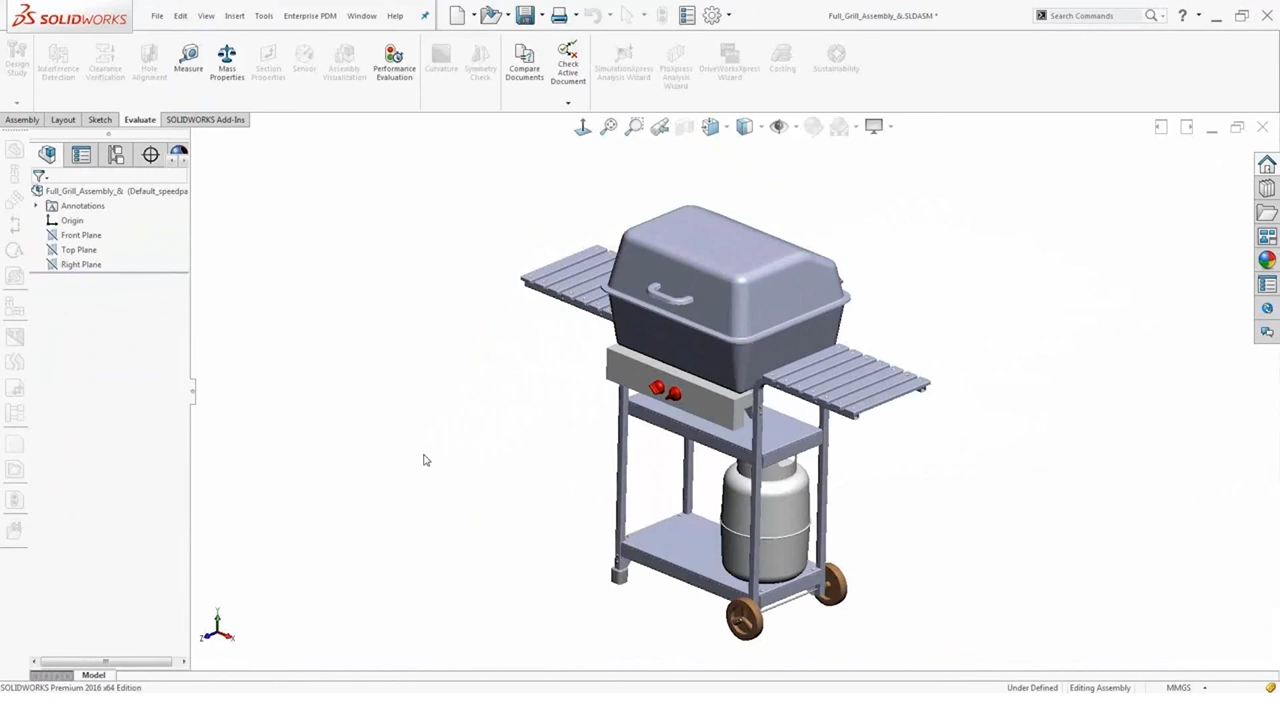 SOLIDWORKS
File Edit View Insert Tools Enterprise PDM Window Help
Full_Grill_Assembly_&.SLDASM *
Search Commands
Design Study
Interference Detection
Clearance Verification
Hole Alignment
Measure
Mass Properties
Section Properties
Sensor
Assembly Visualization
Performance Evaluation
Curvature
Symmetry Check
Compare Documents
Check Active Document
SimulationXpress Analysis Wizard
FloXpress Analysis Wizard
DriveWorksXpress Wizard
Costing
Sustainability
Assembly Layout Sketch Evaluate SOLIDWORKS Add-Ins
Full_Grill_Assembly_& (Default_speedpa
Annotations
Origin
Front Plane
Top Plane
Right Plane
Y
Z X
Model
SOLIDWORKS Premium 2016 x64 Edition
Under Defined Editing Assembly MMGS